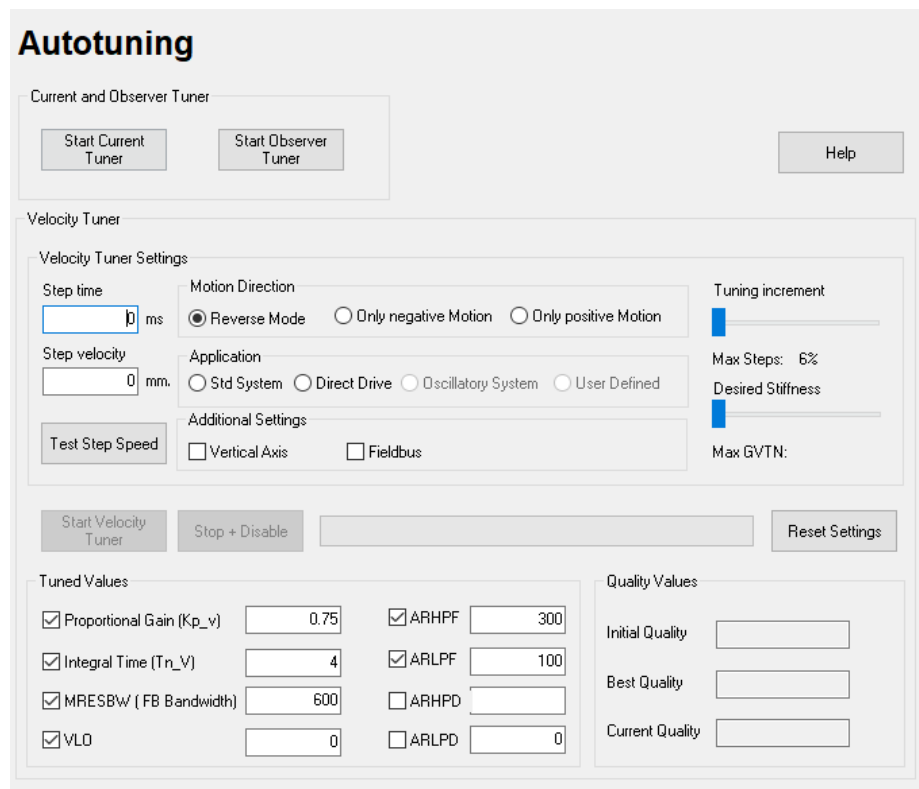 Autotuning
Current and Observer Tuner
Start Current
Tuner
Start Observer
Tuner
Help
Velocity Tuner
Velocity Tuner Settings
Step time
0 ms
Motion Direction
Reverse Mode Only negative Motion Only positive Motion
Tuning increment
Max Steps: 6%
Step velocity
0 mm.
Application
Std System Direct Drive Oscillatory System User Defined
Desired Stiffness
Max GVTN:
Test Step Speed
Additional Settings
Vertical Axis Fieldbus
Start Velocity
Tuner
Stop + Disable
Reset Settings
Tuned Values
Proportional Gain (Kp_v) 0.75 ARHPF 300
Integral Time (Tn_V) 4 ARLPF 100
MRESBW ( FB Bandwidth) 600 ARHPD
VLO 0 ARLPD 0
Quality Values
Initial Quality
Best Quality
Current Quality